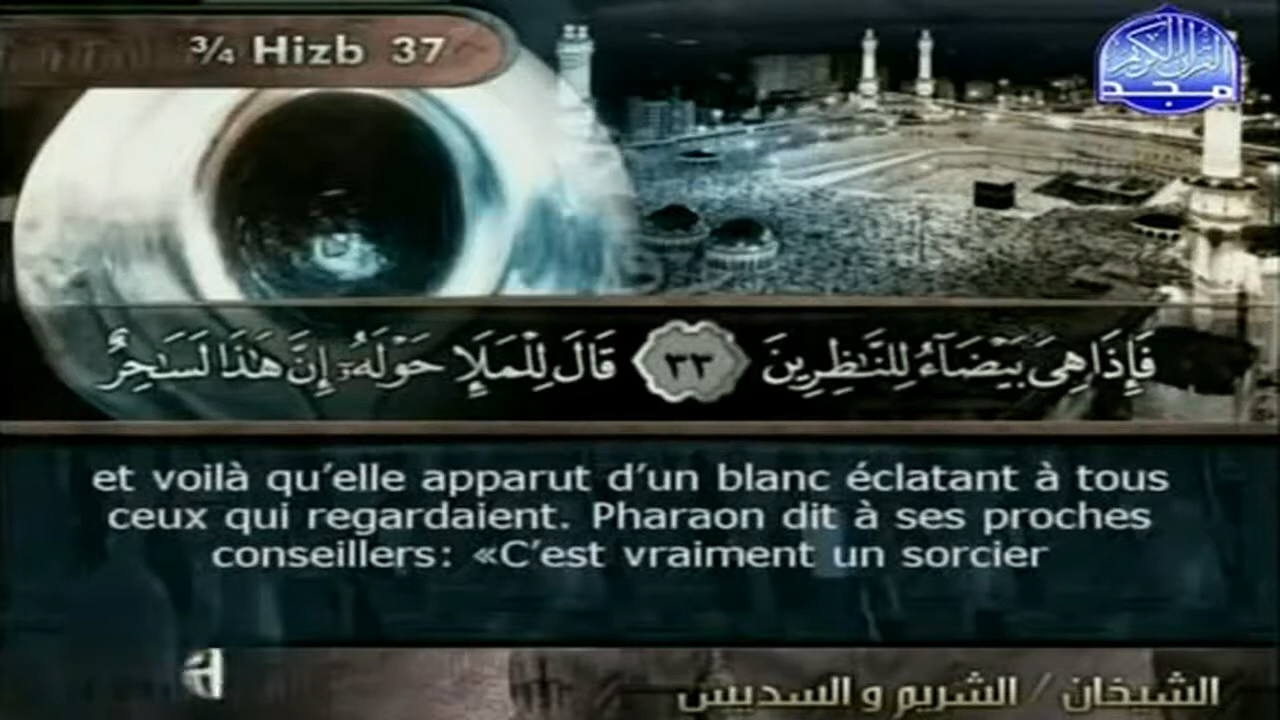 ¾ Hizb 37
القرآن الكريم
مجد
فَإِذَا هِيَ بَيْضَآءُ لِلنَّـٰظِرِينَ ٣٣ قَالَ لِلْمَلَإِ حَوْلَهُۥٓ إِنَّ هَـٰذَا لَسَـٰحِرٌ
et voilà qu’elle apparut d’un blanc éclatant à tous
ceux qui regardaient. Pharaon dit à ses proches
conseillers: «C’est vraiment un sorcier
الشيخان / الشريم و السديس